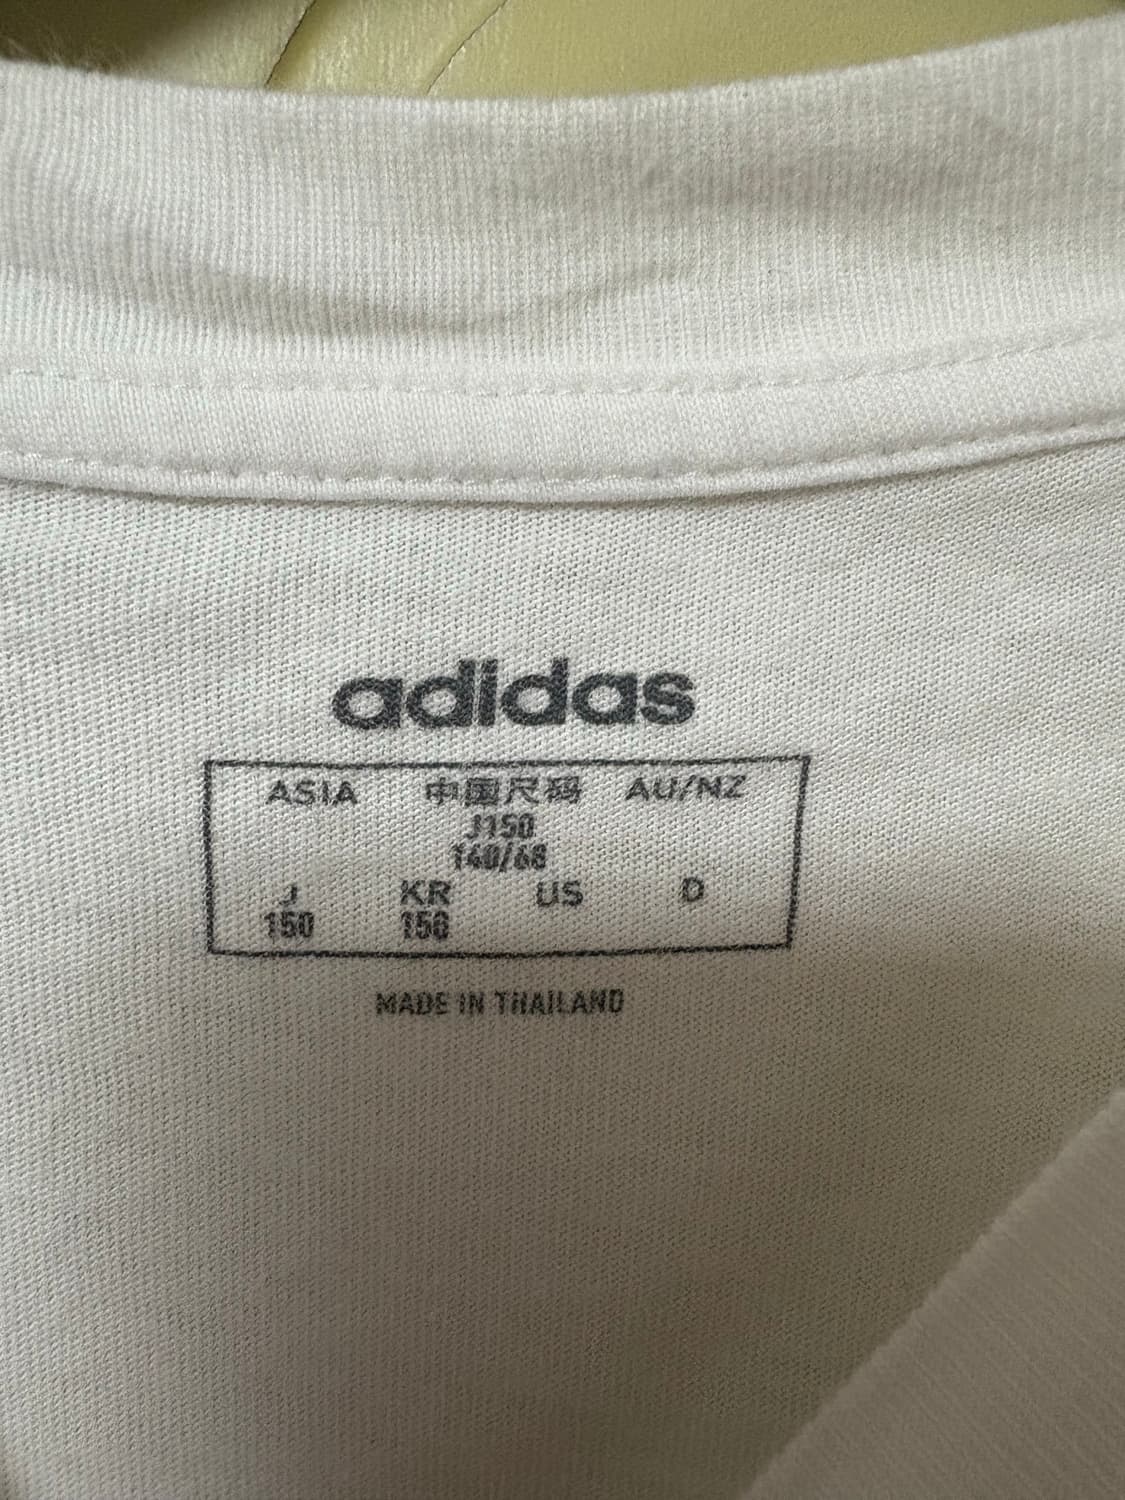 adidas
ASIA 中国尺码 AU/NZ
J150
140/68
J KR US D
150 150
MADE IN THAILAND